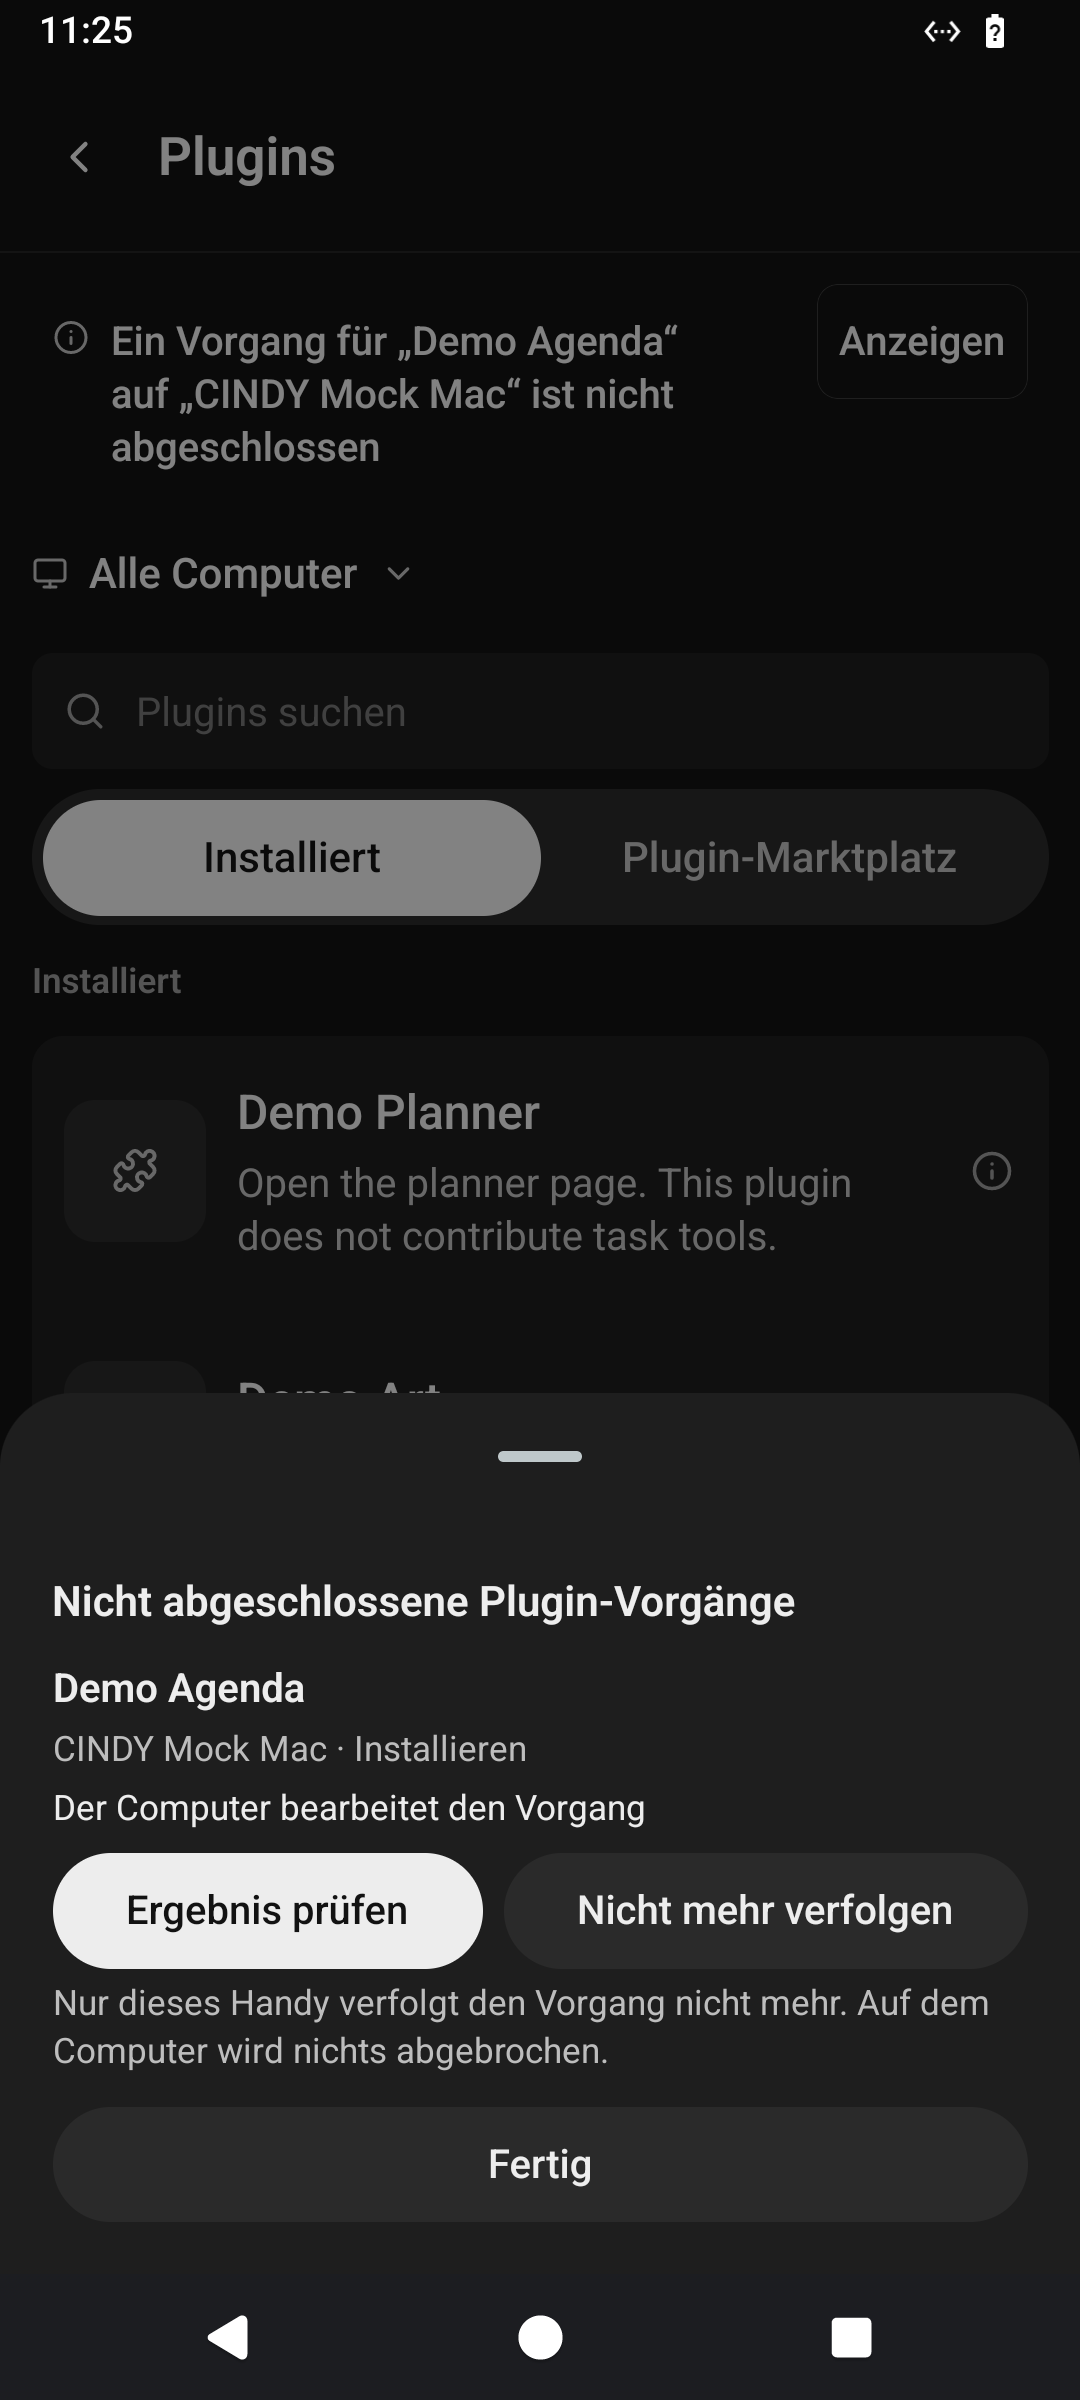 11:25
Plugins
Ein Vorgang für „Demo Agenda“
auf „CINDY Mock Mac“ ist nicht
abgeschlossen
Anzeigen
Alle Computer
Plugins suchen
Installiert
Plugin-Marktplatz
Installiert
Demo Planner
Open the planner page. This plugin
does not contribute task tools.
Demo Art
Nicht abgeschlossene Plugin-Vorgänge
Demo Agenda
CINDY Mock Mac · Installieren
Der Computer bearbeitet den Vorgang
Ergebnis prüfen
Nicht mehr verfolgen
Nur dieses Handy verfolgt den Vorgang nicht mehr. Auf dem
Computer wird nichts abgebrochen.
Fertig